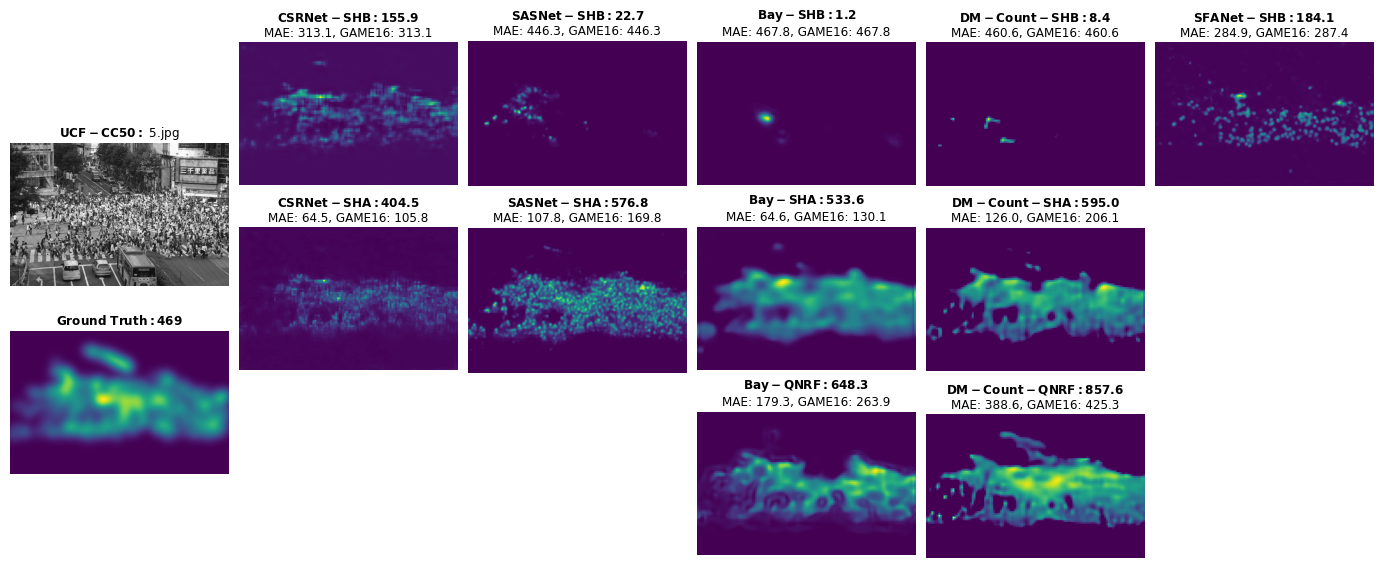 CSRNet − SHB : 155.9
MAE: 313.1, GAME16: 313.1
SASNet − SHB : 22.7
MAE: 446.3, GAME16: 446.3
Bay − SHB : 1.2
MAE: 467.8, GAME16: 467.8
DM − Count − SHB : 8.4
MAE: 460.6, GAME16: 460.6
SFANet − SHB : 184.1
MAE: 284.9, GAME16: 287.4
UCF − CC50 : 5.jpg
三千里薬品
CSRNet − SHA : 404.5
MAE: 64.5, GAME16: 105.8
SASNet − SHA : 576.8
MAE: 107.8, GAME16: 169.8
Bay − SHA : 533.6
MAE: 64.6, GAME16: 130.1
DM − Count − SHA : 595.0
MAE: 126.0, GAME16: 206.1
Ground Truth : 469
Bay − QNRF : 648.3
MAE: 179.3, GAME16: 263.9
DM − Count − QNRF : 857.6
MAE: 388.6, GAME16: 425.3